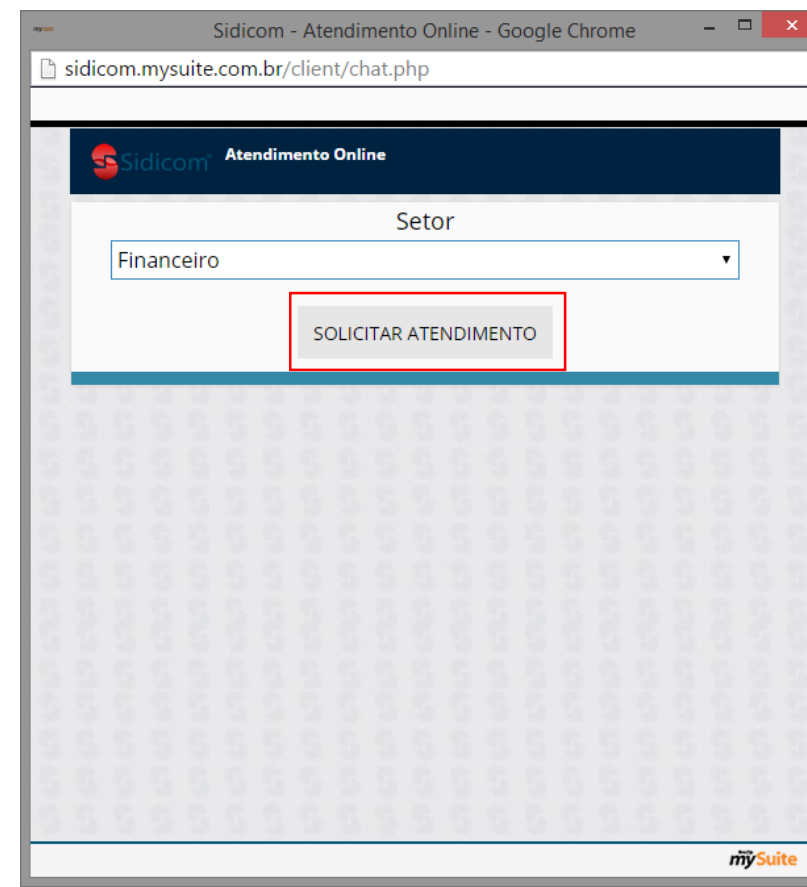 Sidicom - Atendimento Online - Google Chrome
sidicom.mysuite.com.br/client/chat.php
Sidicom
Atendimento Online
Setor
Financeiro
SOLICITAR ATENDIMENTO
mySuite